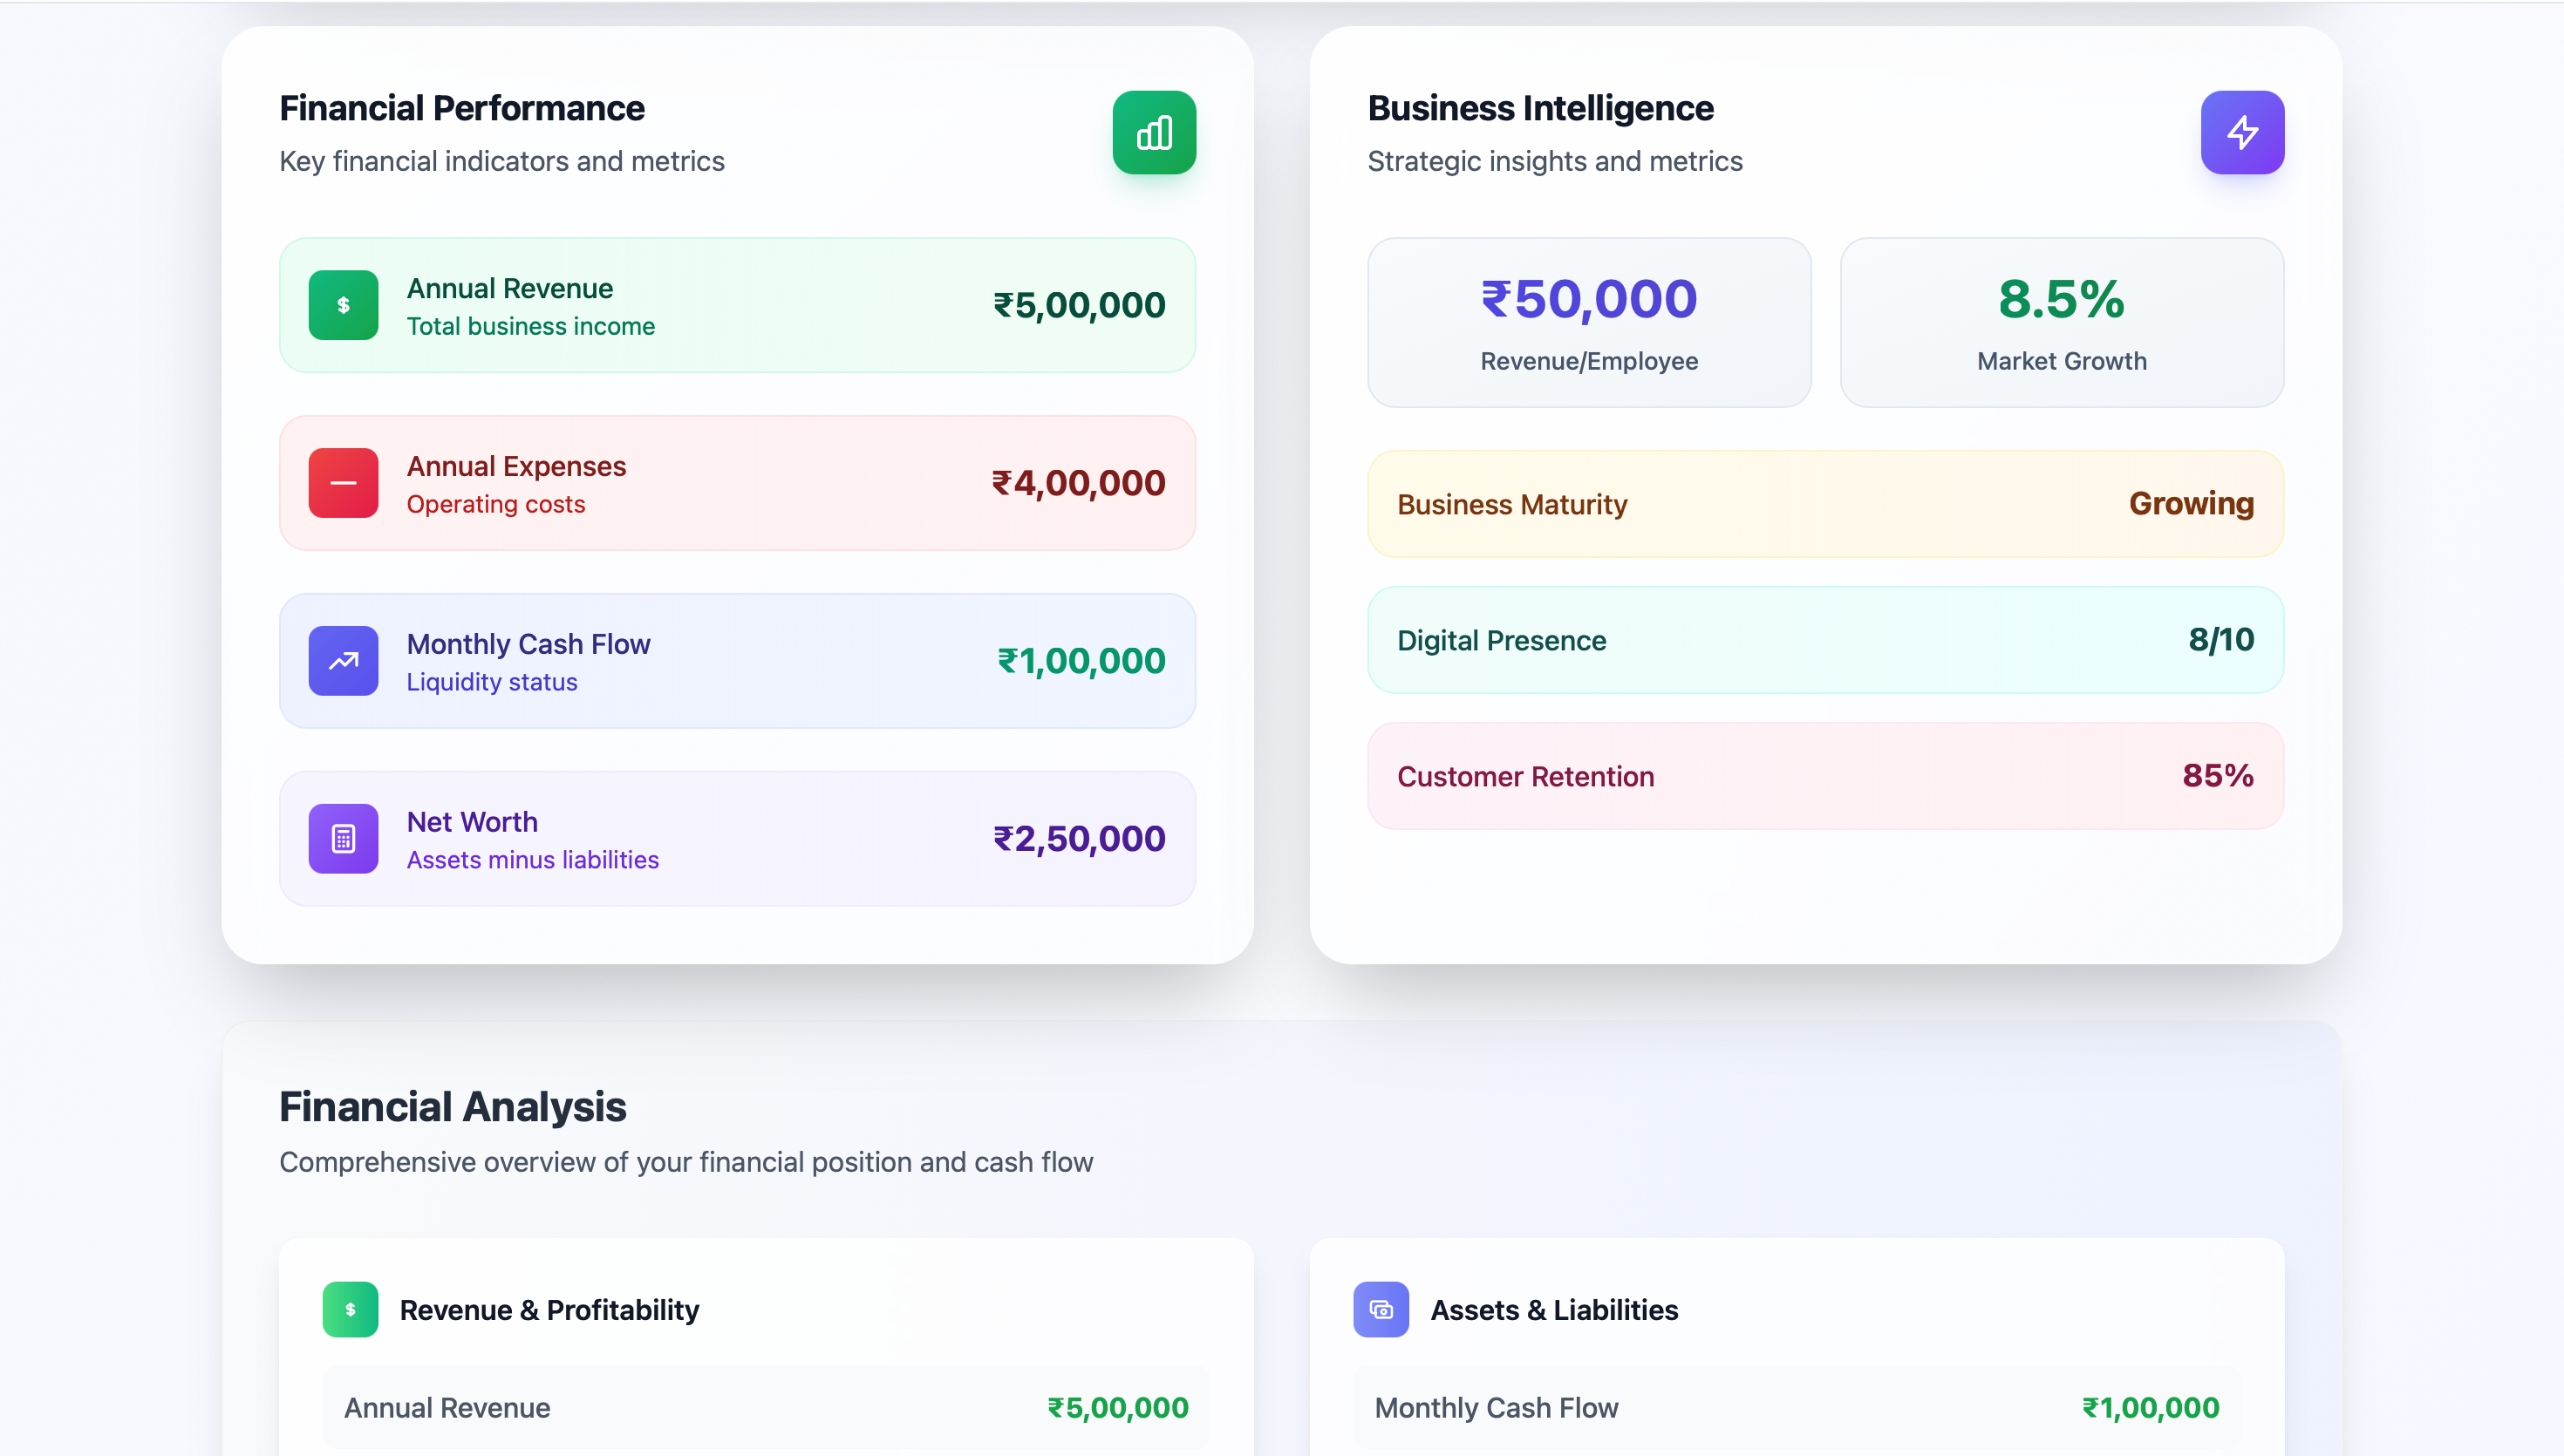 Financial Performance
Key financial indicators and metrics
$
Annual Revenue
Total business income
₹5,00,000
Annual Expenses
Operating costs
₹4,00,000
Monthly Cash Flow
Liquidity status
₹1,00,000
Net Worth
Assets minus liabilities
₹2,50,000
Business Intelligence
Strategic insights and metrics
₹50,000
Revenue/Employee
8.5%
Market Growth
Business Maturity
Growing
Digital Presence
8/10
Customer Retention
85%
Financial Analysis
Comprehensive overview of your financial position and cash flow
$
Revenue & Profitability
Annual Revenue
₹5,00,000
Assets & Liabilities
Monthly Cash Flow
₹1,00,000